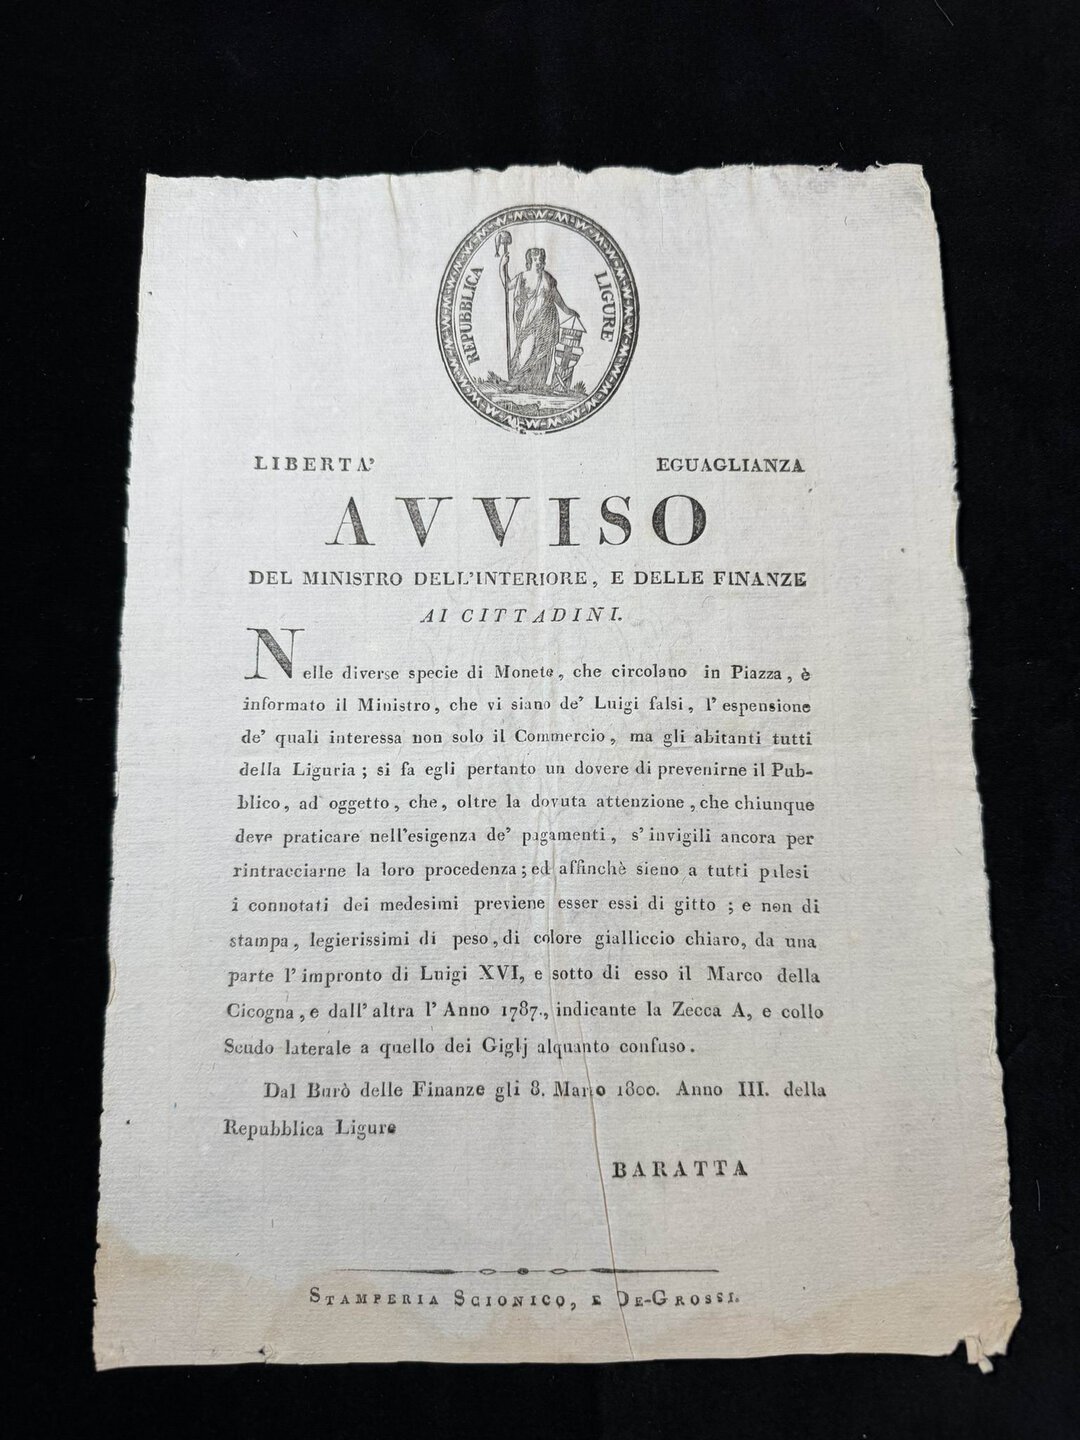 REPUBBLICA LIGURE
LIBERTA' EGUAGLIANZA
AVVISO
DEL MINISTRO DELL'INTERIORE, E DELLE FINANZE
AI CITTADINI.
Nelle diverse specie di Monete, che circolano in Piazza, è
informato il Ministro, che vi siano de' Luigi falsi, l'espensione
de' quali interessa non solo il Commercio, ma gli abitanti tutti
della Liguria; si fa egli pertanto un dovere di prevenirne il Pub-
blico, ad oggetto, che, oltre la dovuta attenzione, che chiunque
deve praticare nell'esigenza de' pagamenti, s'invigili ancora per
rintracciarne la loro procedenza; ed affinchè sieno a tutti palesi
i connotati dei medesimi previene esser essi di gitto; e non di
stampa, legierissimi di peso, di colore gialliccio chiaro, da una
parte l'impronto di Luigi XVI, e sotto di esso il Marco della
Cicogna, e dall'altra l'Anno 1787., indicante la Zecca A, e collo
Scudo laterale a quello dei Giglj alquanto confuso.
Dal Burò delle Finanze gli 8. Marzo 1800. Anno III. della
Repubblica Ligure
BARATTA
STAMPERIA SCIONICO, E DE-GROSSI.